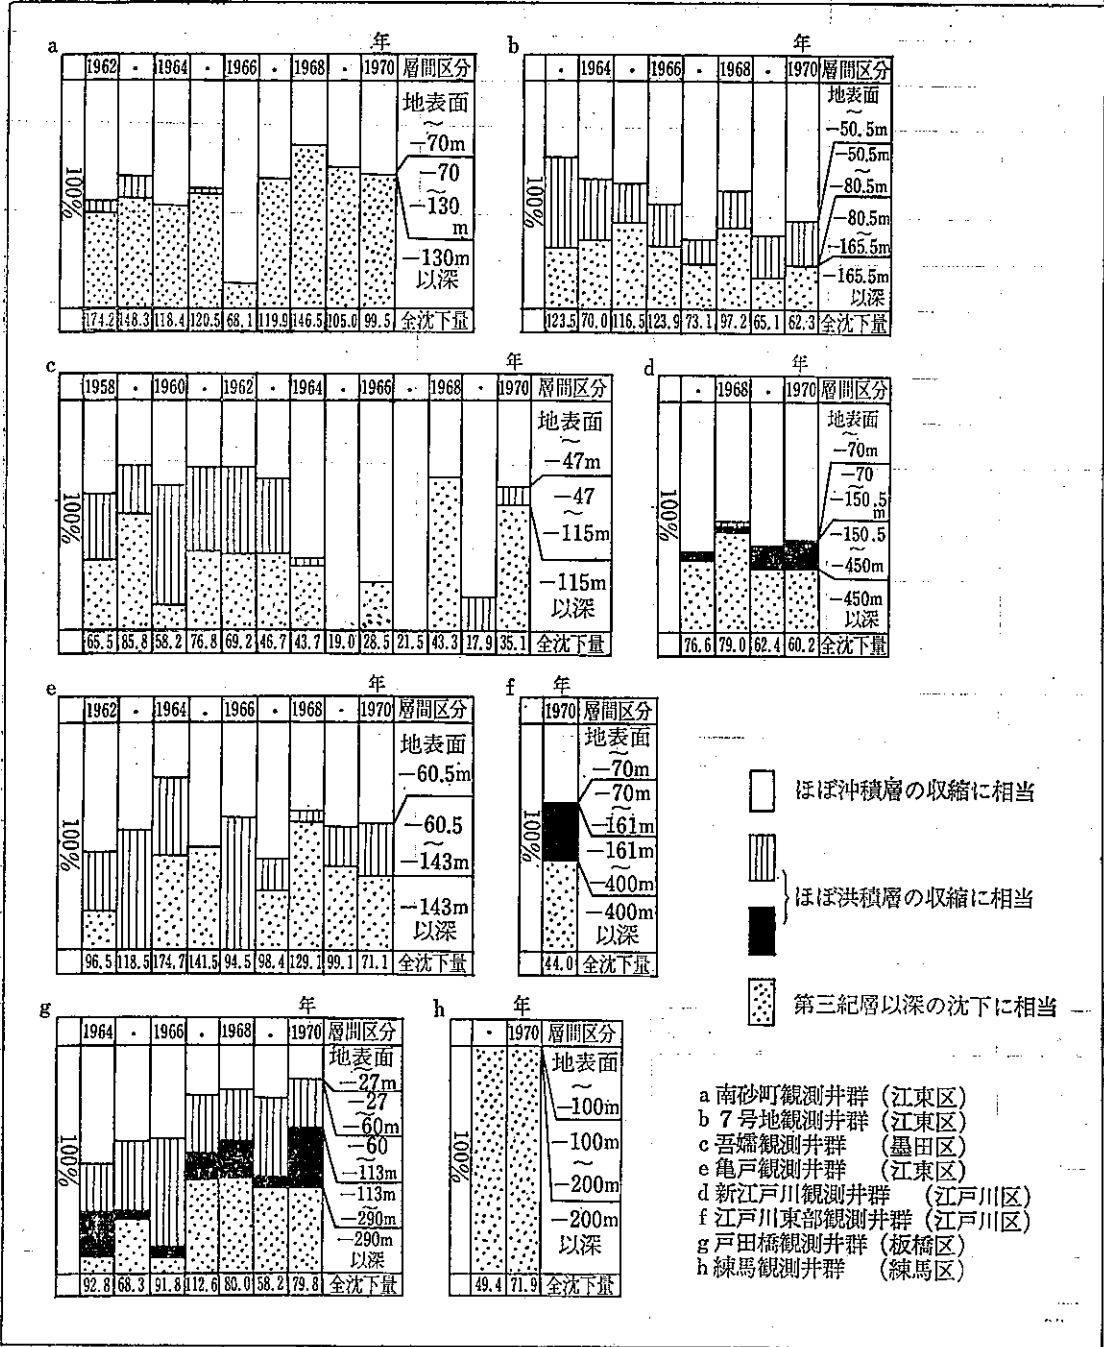 a
年
1962 ・ 1964 ・ 1966 ・ 1968 ・ 1970 層間区分
地表面
～
－70m
－70
～
－130
m
－130m
以深
100%
174.2 148.3 118.4 120.5 68.1 119.9 146.5 105.0 99.5 全沈下量
b
年
・ 1964 ・ 1966 ・ 1968 ・ 1970 層間区分
地表面
～
－50.5m
－50.5m
～
－80.5m
－80.5m
～
－165.5m
－165.5m
以深
100%
123.5 70.0 116.5 123.9 73.1 97.2 65.1 62.3 全沈下量
c
年
1958 ・ 1960 ・ 1962 ・ 1964 ・ 1966 ・ 1968 ・ 1970 層間区分
地表面
～
－47m
－47
～
－115m
－115m
以深
100%
65.5 85.8 58.2 76.8 69.2 46.7 43.7 19.0 28.5 21.5 43.3 17.9 35.1 全沈下量
d
年
・ 1968 ・ 1970 層間区分
地表面
～
－70m
－70
～
－150.5
m
－150.5
～
－450m
－450m
以深
100%
76.6 79.0 62.4 60.2 全沈下量
e
年
1962 ・ 1964 ・ 1966 ・ 1968 ・ 1970 層間区分
地表面
～
－60.5m
－60.5
～
－143m
－143m
以深
100%
96.5 118.5 174.7 141.5 94.5 98.4 129.1 99.1 71.1 全沈下量
f
年
1970 層間区分
地表面
～
－70m
－70m
～
－161m
－161m
～
－400m
－400m
以深
100%
44.0 全沈下量
ほぼ沖積層の収縮に相当
ほぼ洪積層の収縮に相当
第三紀層以深の沈下に相当
g
年
1964 ・ 1966 ・ 1968 ・ 1970 層間区分
地表面
～
－27m
－27
～
－60m
－60
～
－113m
－113m
～
－290m
－290m
以深
100%
92.8 68.3 91.8 112.6 80.0 58.2 79.8 全沈下量
h
年
・ 1970 層間区分
地表面
～
－100m
－100m
～
－200m
－200m
以深
100%
49.4 71.9 全沈下量
a 南砂町観測井群 (江東区)
b 7号地観測井群 (江東区)
c 吾嬬観測井群 (墨田区)
e 亀戸観測井群 (江東区)
d 新江戸川観測井群 (江戸川区)
f 江戸川東部観測井群 (江戸川区)
g 戸田橋観測井群 (板橋区)
h 練馬観測井群 (練馬区)